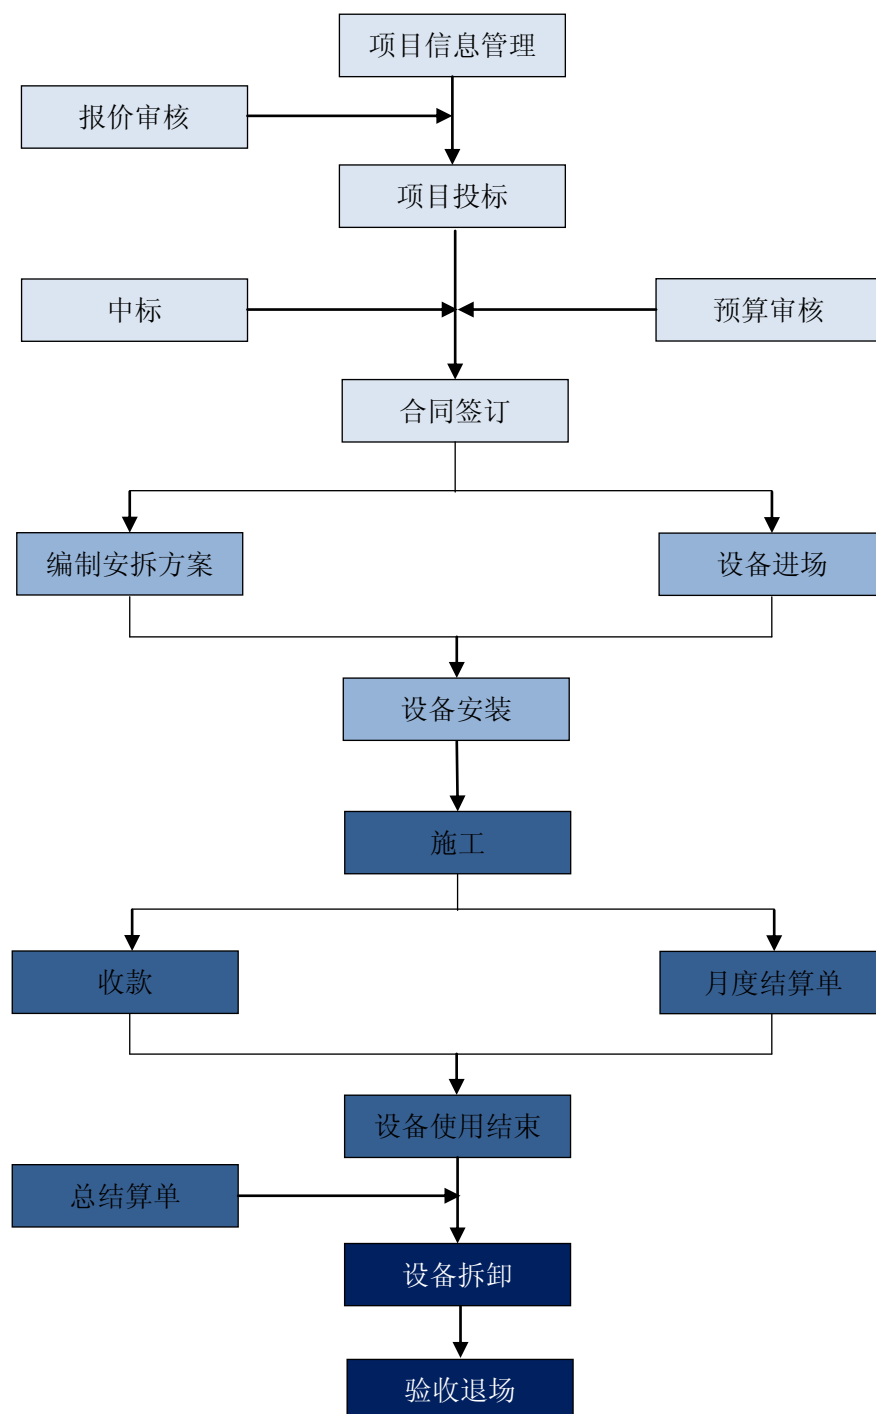 项目信息管理
报价审核
项目投标
中标
预算审核
合同签订
编制安拆方案
设备进场
设备安装
施工
收款
月度结算单
设备使用结束
总结算单
设备拆卸
验收退场